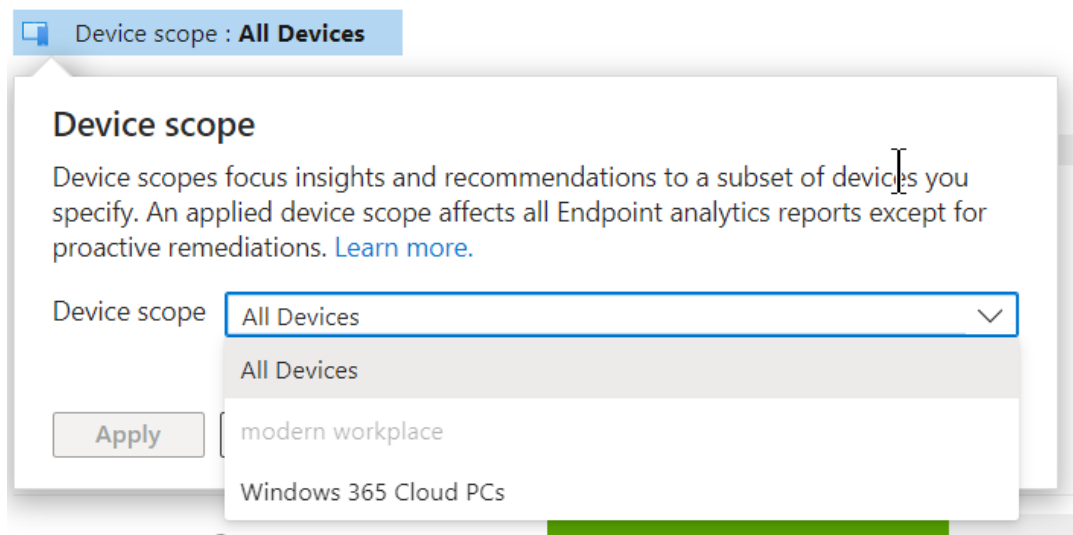 Device scope : All Devices
Device scope
Device scopes focus insights and recommendations to a subset of devices you
specify. An applied device scope affects all Endpoint analytics reports except for
proactive remediations. Learn more.
Device scope All Devices
All Devices
Apply
modern workplace
Windows 365 Cloud PCs